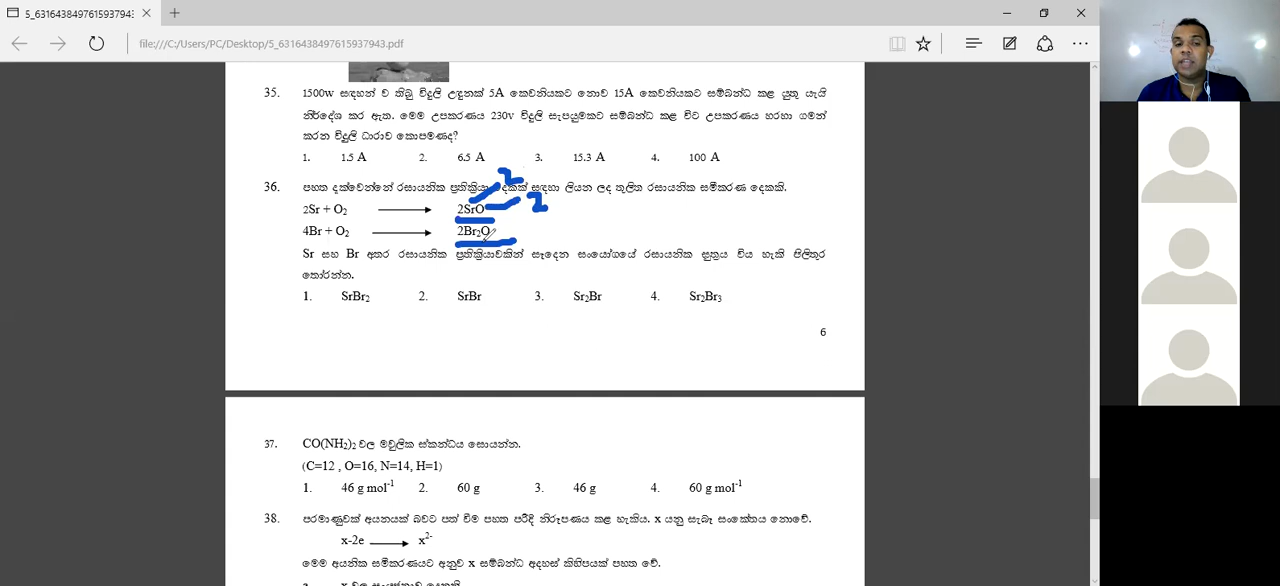 5_6316438497615937943
file:///C:/Users/PC/Desktop/5_6316438497615937943.pdf
35. 1500w සඳහන් ව තිබූ විදුලි උඳුනක් 5A කෙවනියකට නොව 15A කෙවනියකට සම්බන්ධ කළ යුතු යැයි
නිර්දේශ කර ඇත. මෙම උපකරණය 230v විදුලි සැපයුමකට සම්බන්ධ කළ විට උපකරණය හරහා ගමන්
කරන විදුලි ධාරාව කොපමණද?
1. 1.5 A 2. 6.5 A 3. 15.3 A 4. 100 A
2
36. පහත දැක්වෙන්නේ රසායනික ප්‍රතික්‍රියා දෙකක් සඳහා ලියන ලද තුලිත රසායනික සමීකරණ දෙකකි.
2
2Sr + O₂ ⟶ 2SrO
4Br + O₂ ⟶ 2Br₂O
Sr සහ Br අතර රසායනික ප්‍රතික්‍රියාවකින් සෑදෙන සංයෝගයේ රසායනික සූත්‍රය විය හැකි පිලිතුර
තෝරන්න.
1. SrBr₂ 2. SrBr 3. Sr₂Br 4. Sr₂Br₃
6
37. CO(NH₂)₂ වල මවුලික ස්කන්ධය සොයන්න.
(C=12 , O=16, N=14, H=1)
1. 46 g mol⁻¹ 2. 60 g 3. 46 g 4. 60 g mol⁻¹
38. පරමාණුවක් අයනයක් බවට පත් වීම පහත පරිදි නිරූපණය කළ හැකිය. x යනු සැබෑ සංකේතය නොවේ.
x-2e ⟶ x²⁻
මෙම අයනික සමීකරණයට අනුව x සම්බන්ධ අදහස් කිහිපයක් පහත වේ.